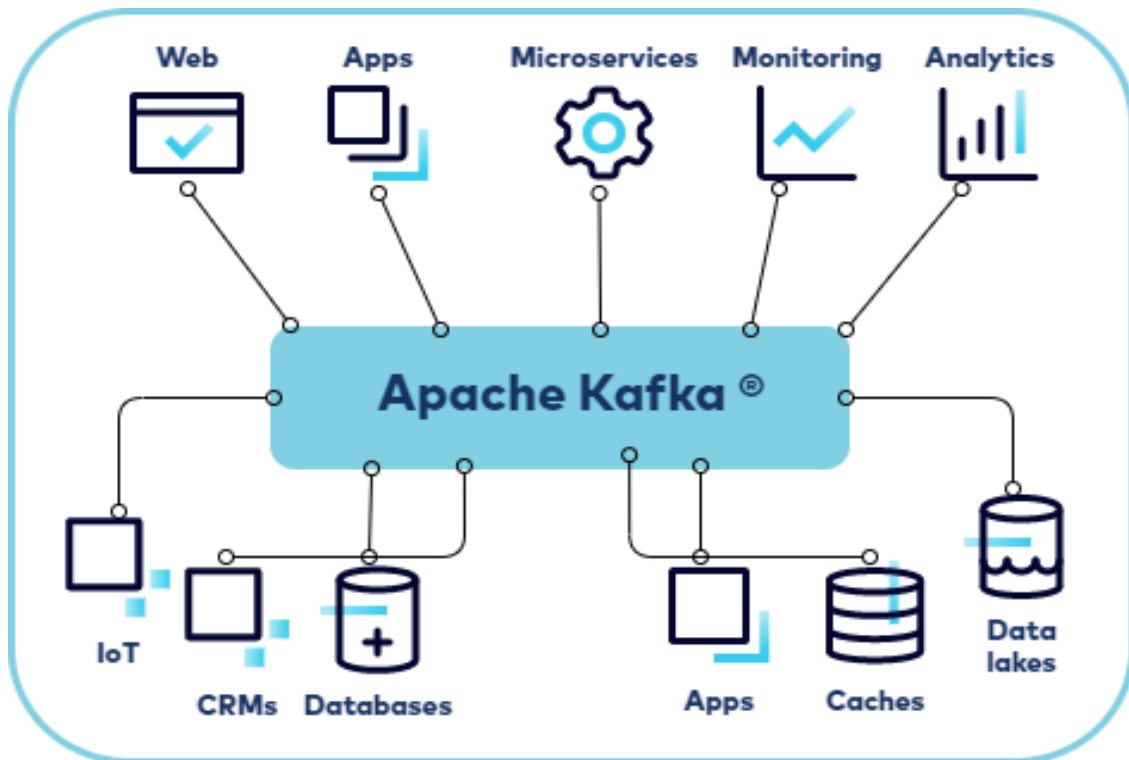 Web
Apps
Microservices
Monitoring
Analytics
Apache Kafka ®
IoT
CRMs
Databases
Apps
Caches
Data
lakes